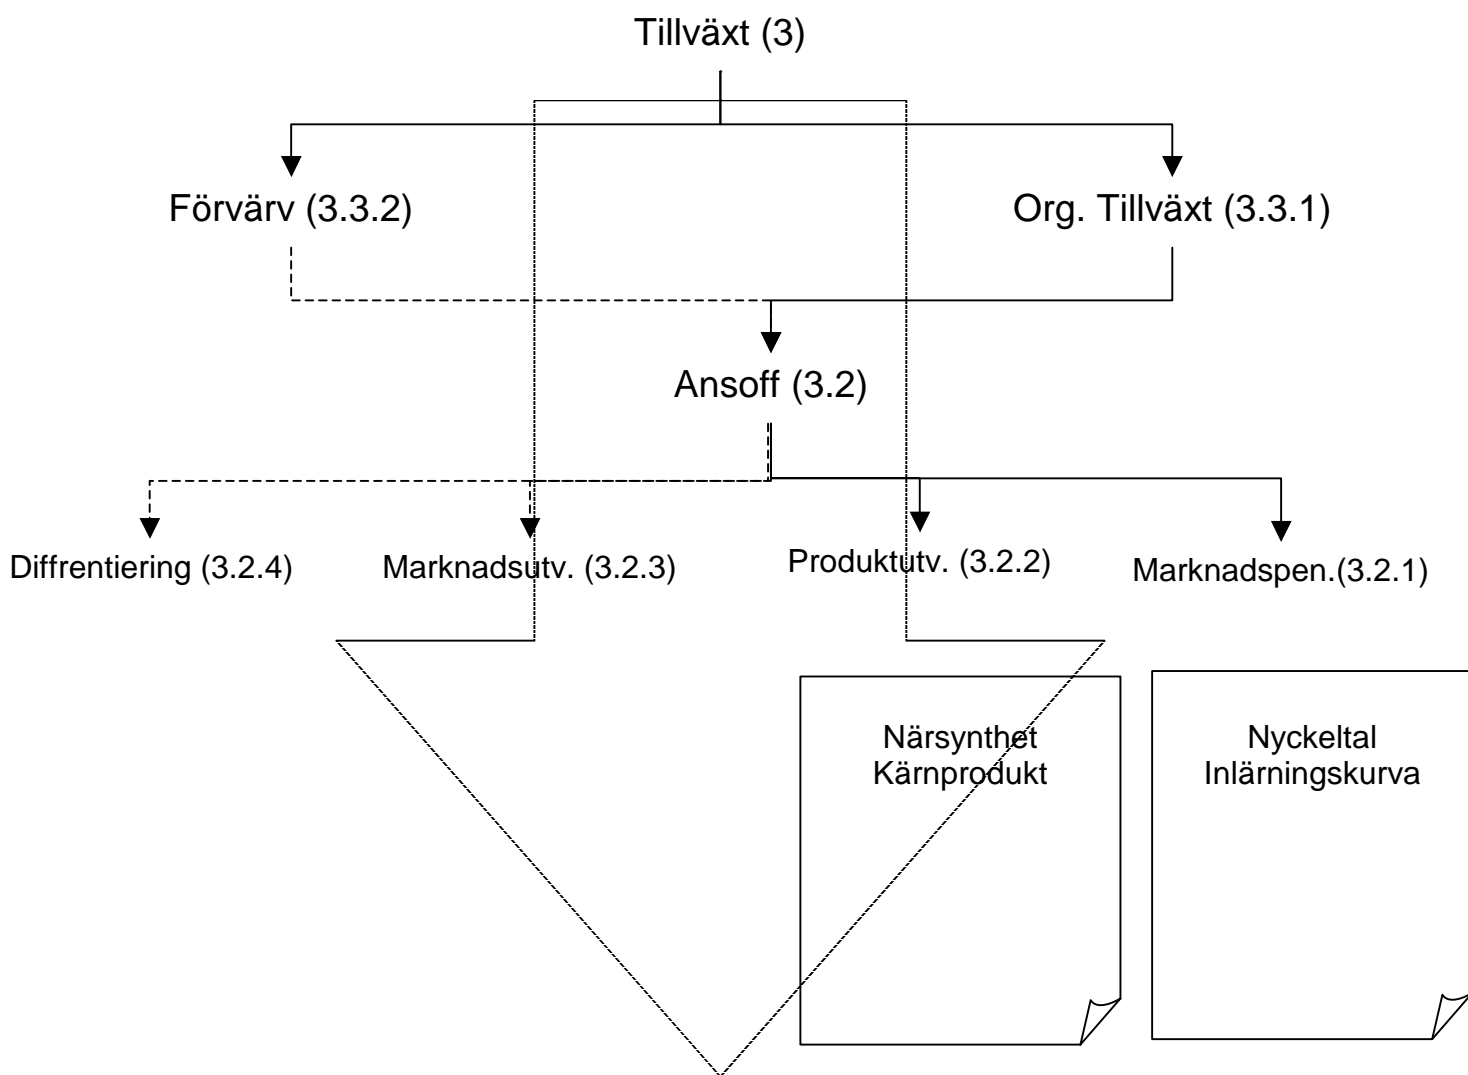 Tillväxt (3)
Förvärv (3.3.2)
Org. Tillväxt (3.3.1)
Ansoff (3.2)
Diffrentiering (3.2.4)
Marknadsutv. (3.2.3)
Produktutv. (3.2.2)
Marknadspen.(3.2.1)
Närsynthet
Kärnprodukt
Nyckeltal
Inlärningskurva